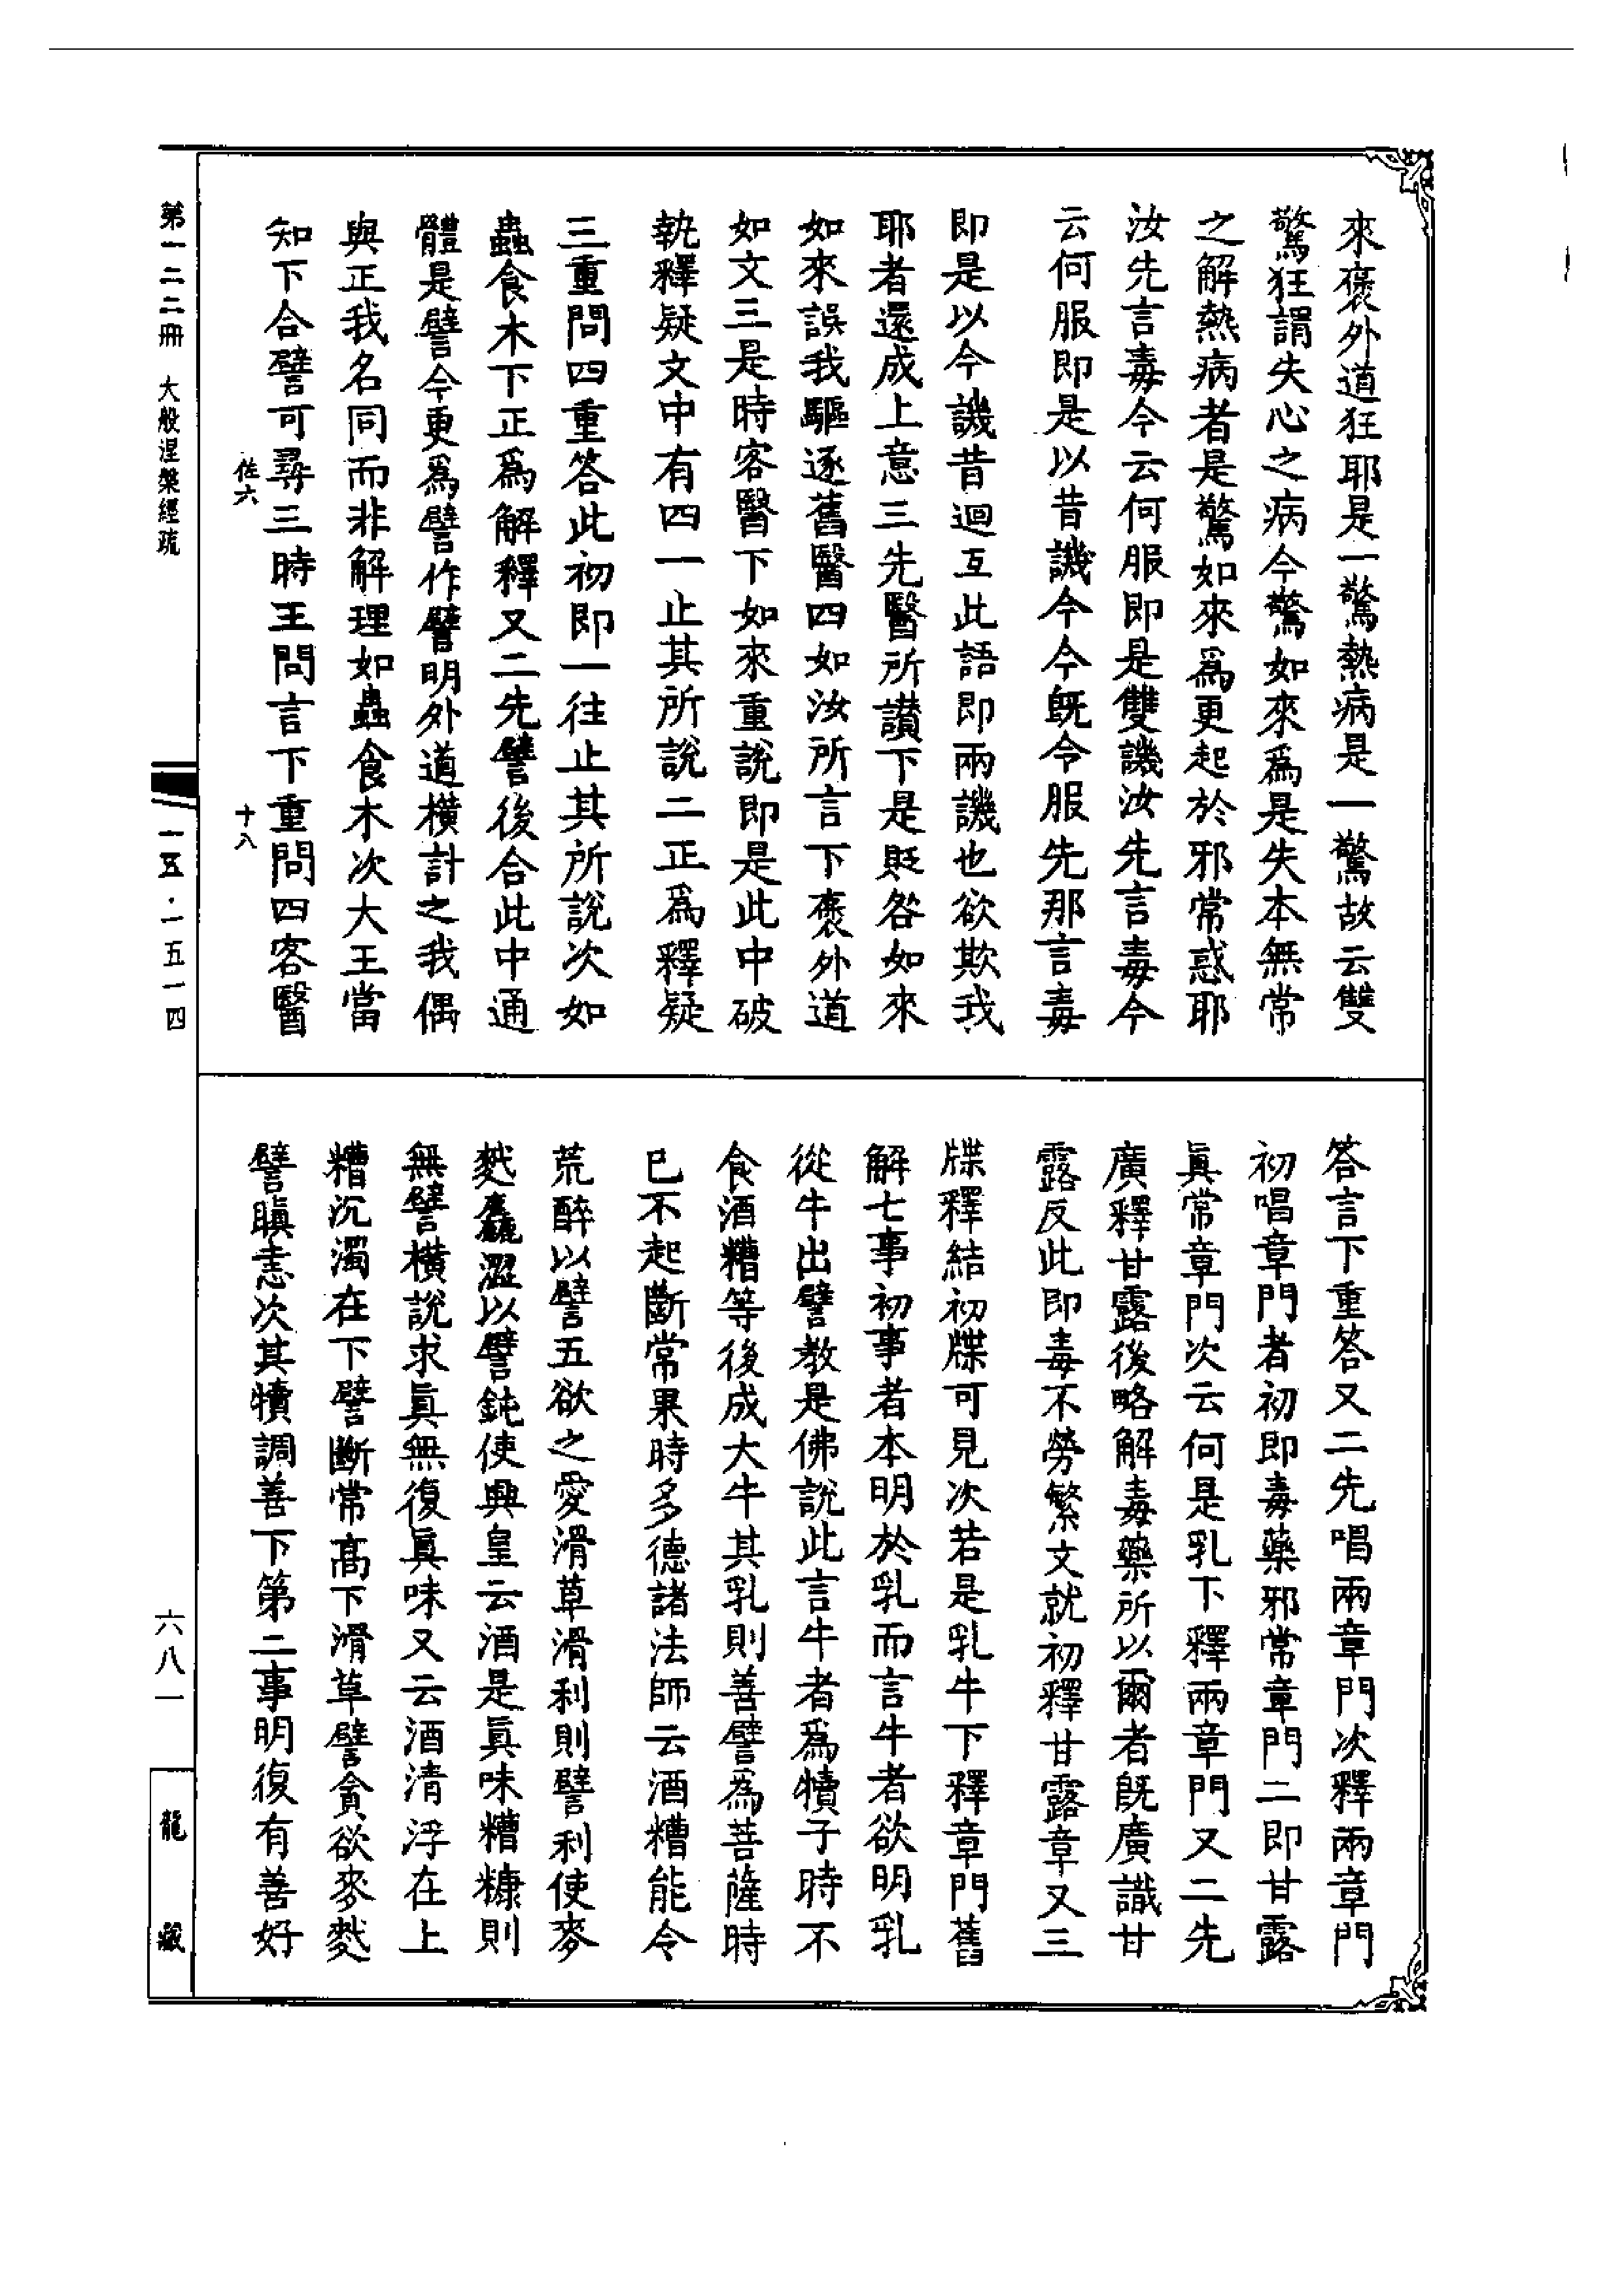 來褒外道狂耶是一驚熱病是一驚故云雙
驚狂謂失心之病今驚如來爲是失本無常
之解熱病者是驚如來爲更起於邪常惑耶
汝先言毒今云何服即是雙譏汝先言毒今
云何服即是以昔譏今今旣令服先那言毒
即是以今譏昔迴互此語即兩譏也欲欺我
耶者還成上意三先醫所讃下是貶咎如來
如來誤我驅逐舊醫四如汝所言下褒外道
如文三是時客醫下如來重說即是此中破
執釋疑文中有四一止其所說二正爲釋疑
三重問四重答此初即一往止其所說次如
蟲食木下正爲解釋又二先譬後合此中通
體是譬今更爲譬作譬明外道橫計之我偶
與正我名同而非解理如蟲食木次大王當
知下合譬可尋三時王問言下重問四客醫
答言下重答又二先唱兩章門次釋兩章門
初唱章門者初即毒藥邪常章門二即甘露
眞常章門次云何是乳下釋兩章門又二先
廣釋甘露後略解毒藥所以爾者旣廣識甘
露反此即毒不勞繁文就初釋甘露章又三
牒釋結初牒可見次若是乳牛下釋章門舊
解七事初事者本明於乳而言牛者欲明乳
從牛出譬教是佛說此言牛者爲犢子時不
食酒糟等後成大牛其乳則善譬爲菩薩時
已不起斷常果時多德諸法師云酒糟能令
荒醉以譬五欲之愛滑草滑利則譬利使麥
䴬麤澀以譬鈍使興皇云酒是眞味糟糠則
無譬橫說求眞無復眞味又云酒清浮在上
糟沉濁在下譬斷常高下滑草譬貪欲麥䴬
譬瞋恚次其犢調善下第二事明復有善好
佐六
十八
第一二二冊 大般涅槃經疏
一五·一五一四
六八一
龍藏